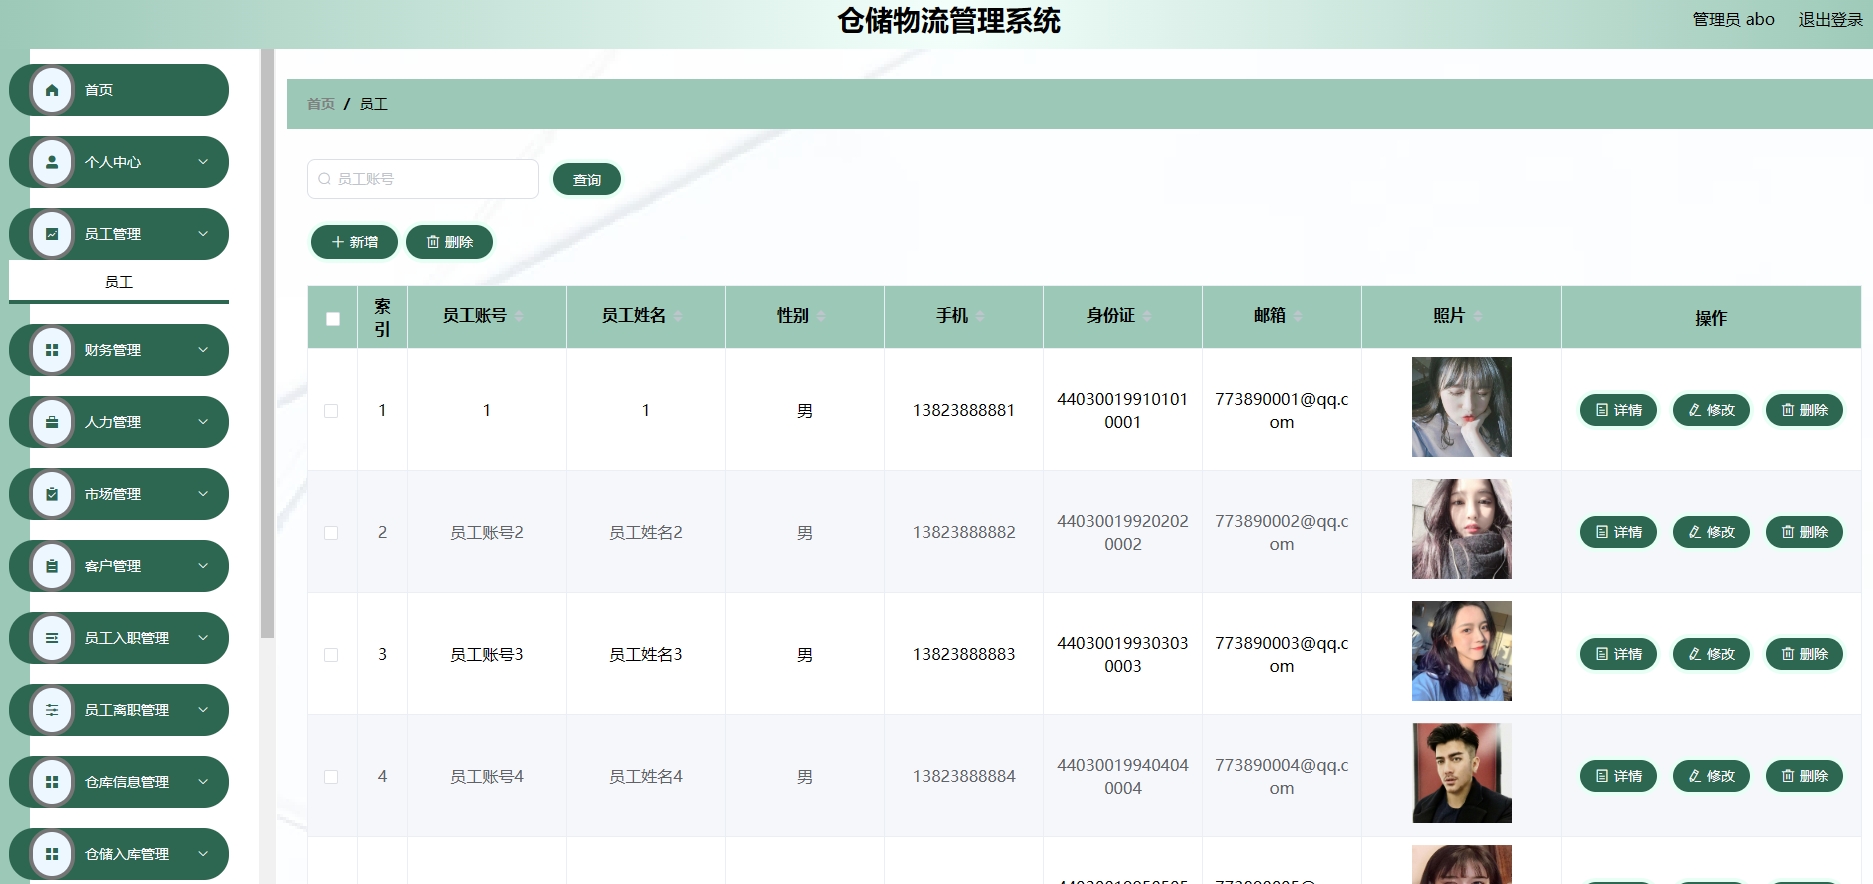 仓储物流管理系统
管理员 abo 退出登录
首页
个人中心
员工管理
员工
财务管理
人力管理
市场管理
客户管理
员工入职管理
员工离职管理
仓库信息管理
仓储入库管理
首页 / 员工
员工账号 查询
新增 删除
索引 员工账号 员工姓名 性别 手机 身份证 邮箱 照片 操作
1 1 1 男 13823888881 440300199101010001 773890001@qq.com 详情 修改 删除
2 员工账号2 员工姓名2 男 13823888882 440300199202020002 773890002@qq.com 详情 修改 删除
3 员工账号3 员工姓名3 男 13823888883 440300199303030003 773890003@qq.com 详情 修改 删除
4 员工账号4 员工姓名4 男 13823888884 440300199404040004 773890004@qq.com 详情 修改 删除